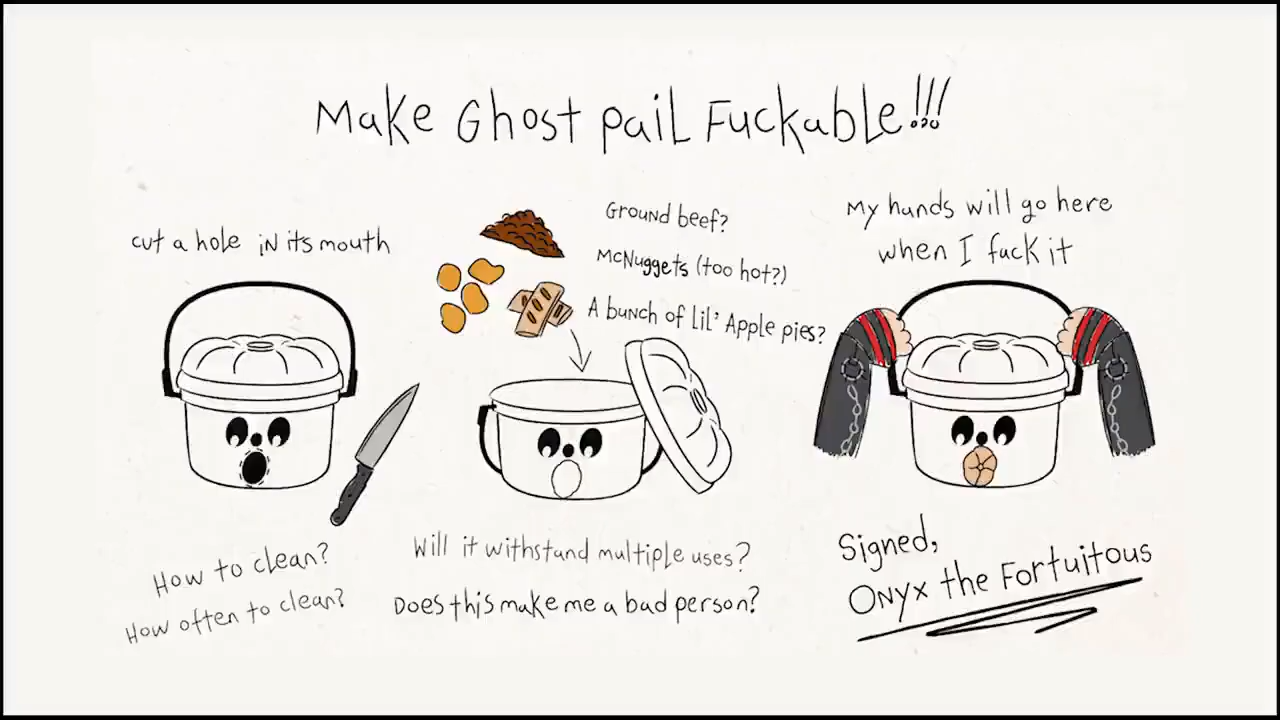 Make Ghost pail Fuckable!!!
cut a hole in its mouth
Ground beef?
McNuggets (too hot?)
A bunch of Lil' Apple pies?
My hands will go here
when I fuck it
How to clean?
How often to clean?
Will it withstand multiple uses?
Does this make me a bad person?
Signed,
Onyx the Fortuitous